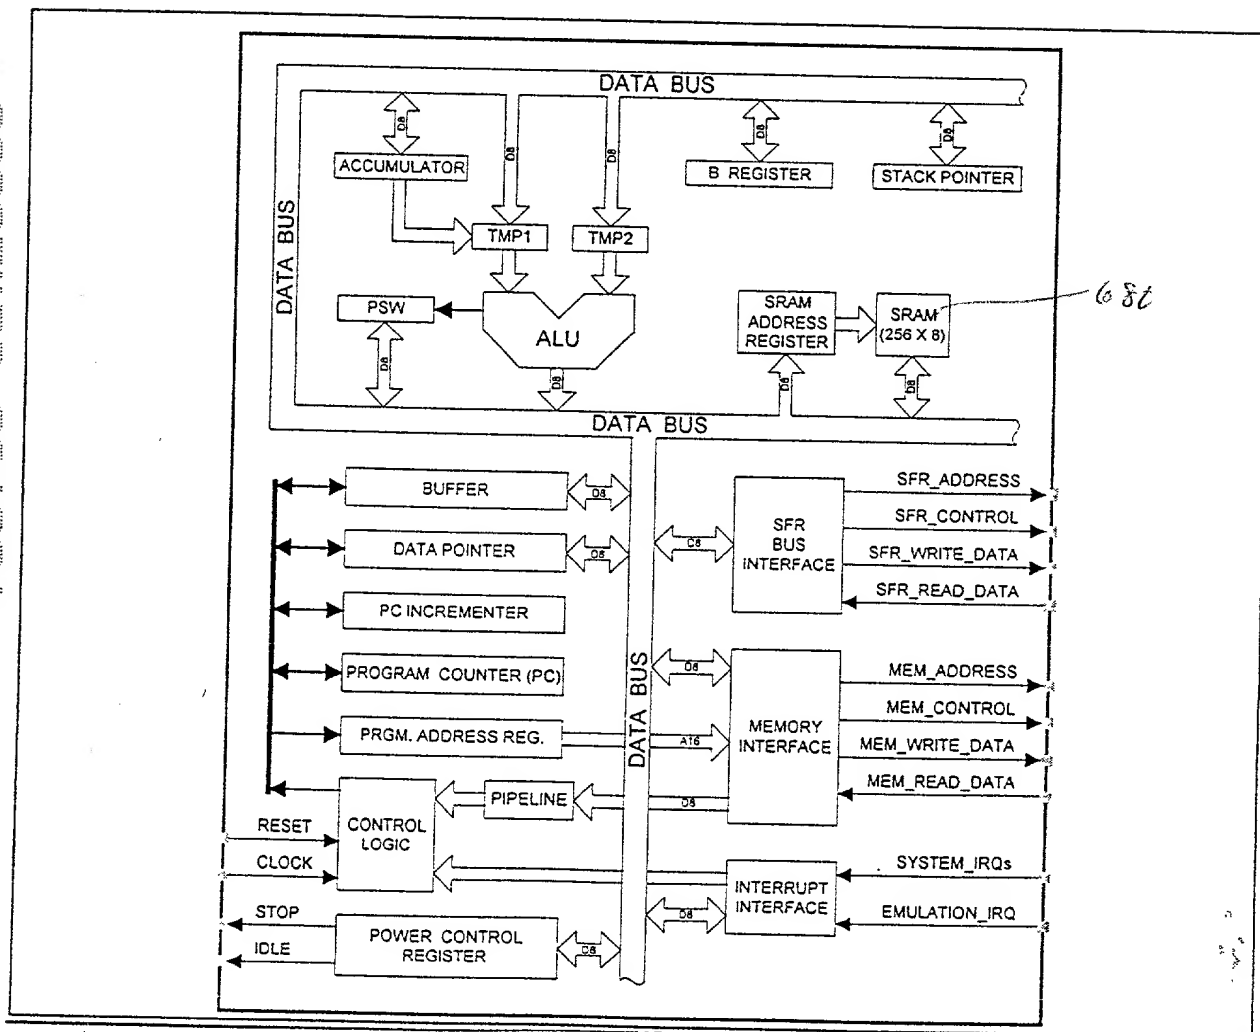 DATA BUS
D8
D8
D8
D8
D8
ACCUMULATOR
B REGISTER
STACK POINTER
DATA BUS
TMP1
TMP2
PSW
ALU
SRAM ADDRESS REGISTER
SRAM (256 X 8)
D8
D8
D8
D8
DATA BUS
BUFFER
D8
DATA POINTER
D8
PC INCREMENTER
PROGRAM COUNTER (PC)
PRGM. ADDRESS REG.
A16
DATA BUS
D8
SFR BUS INTERFACE
SFR_ADDRESS
SFR_CONTROL
SFR_WRITE_DATA
SFR_READ_DATA
D8
MEMORY INTERFACE
MEM_ADDRESS
MEM_CONTROL
MEM_WRITE_DATA
MEM_READ_DATA
RESET
CLOCK
CONTROL LOGIC
PIPELINE
D8
INTERRUPT INTERFACE
SYSTEM_IRQs
EMULATION_IRQ
D8
STOP
IDLE
POWER CONTROL REGISTER
D8